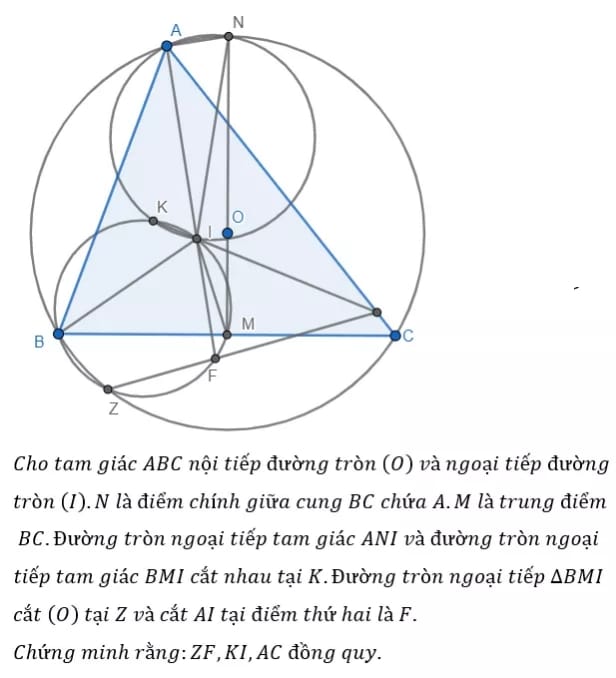 A
N
K
I
O
B
M
C
F
Z
Cho tam giác ABC nội tiếp đường tròn (O) và ngoại tiếp đường
tròn (I). N là điểm chính giữa cung BC chứa A. M là trung điểm
BC. Đường tròn ngoại tiếp tam giác ANI và đường tròn ngoại
tiếp tam giác BMI cắt nhau tại K. Đường tròn ngoại tiếp ΔBMI
cắt (O) tại Z và cắt AI tại điểm thứ hai là F.
Chứng minh rằng: ZF, KI, AC đồng quy.